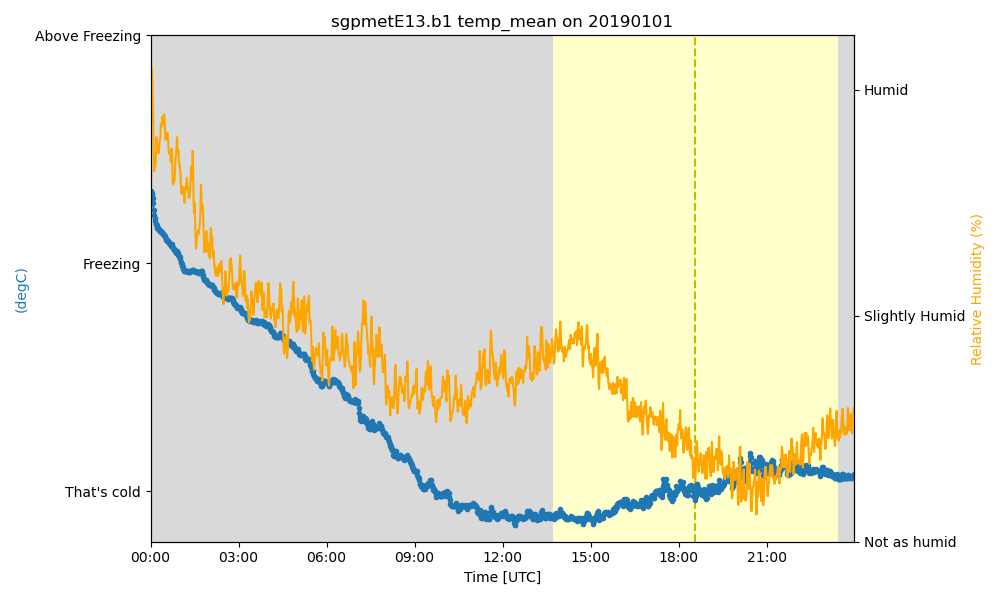 sgpmetE13.b1 temp_mean on 20190101
Above Freezing
Freezing
That's cold
(degC)
Humid
Slightly Humid
Not as humid
Relative Humidity (%)
00:00 03:00 06:00 09:00 12:00 15:00 18:00 21:00
Time [UTC]